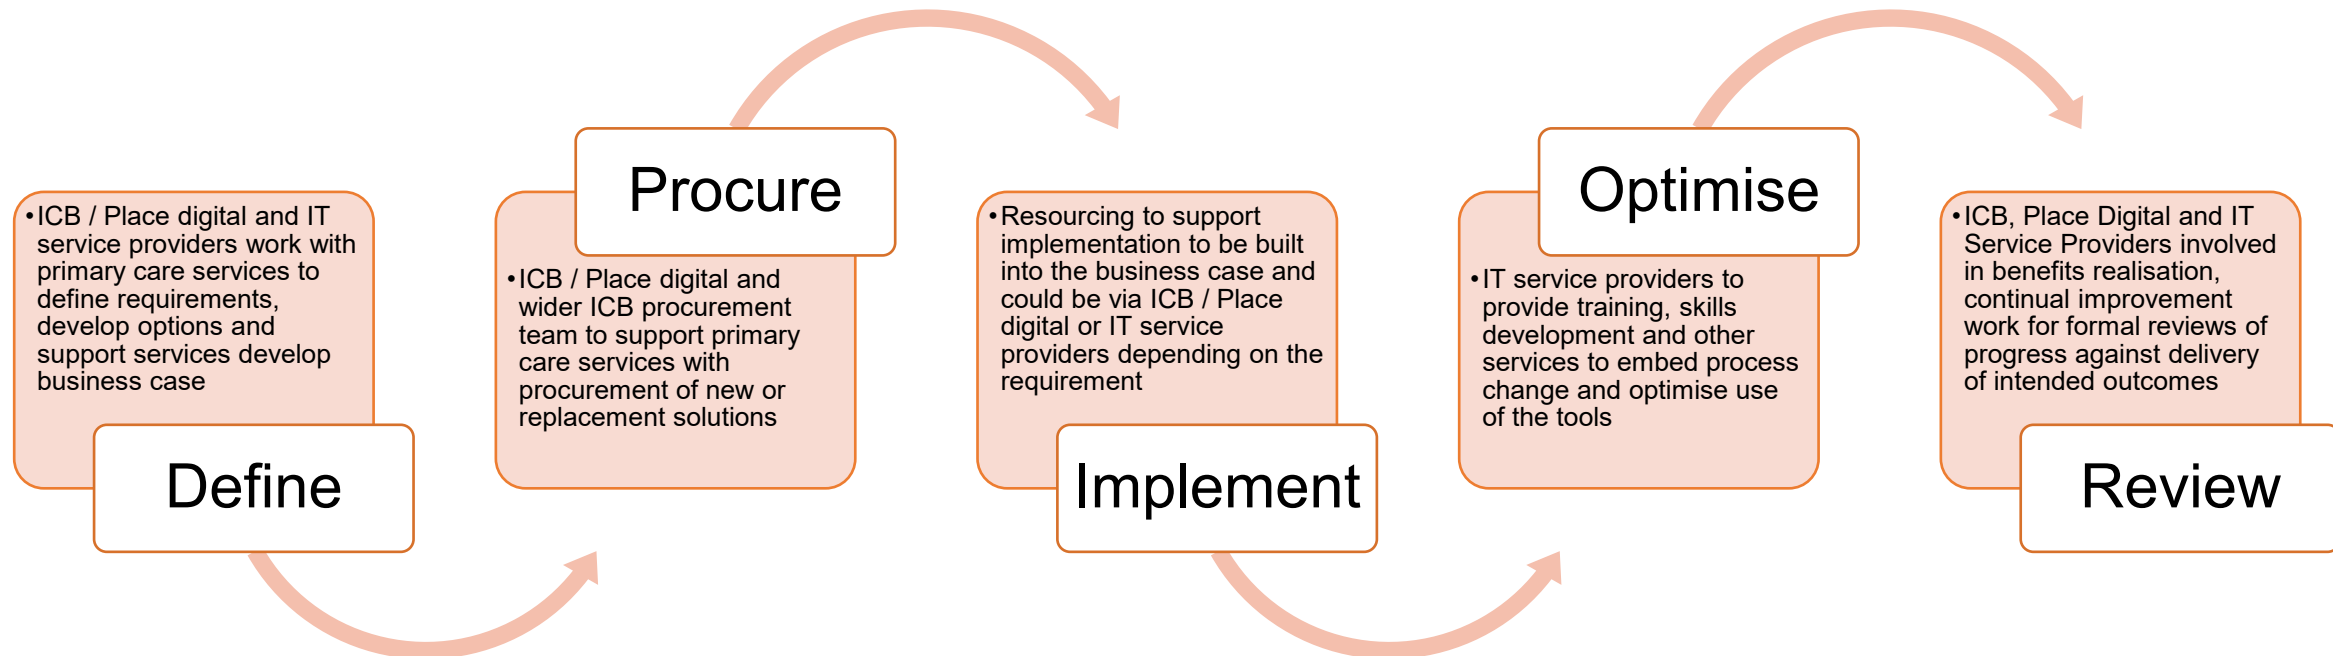 •ICB / Place digital and IT
service providers work with
primary care services to
define requirements,
develop options and
support services develop
business case
Define
Procure
•ICB / Place digital and
wider ICB procurement
team to support primary
care services with
procurement of new or
replacement solutions
•Resourcing to support
implementation to be built
into the business case and
could be via ICB / Place
digital or IT service
providers depending on the
requirement
Implement
Optimise
•IT service providers to
provide training, skills
development and other
services to embed process
change and optimise use
of the tools
•ICB, Place Digital and IT
Service Providers involved
in benefits realisation,
continual improvement
work for formal reviews of
progress against delivery
of intended outcomes
Review